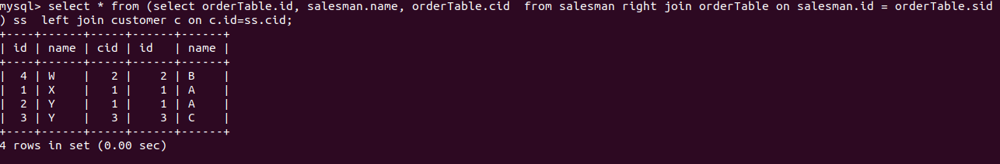 mysql> select * from (select orderTable.id, salesman.name, orderTable.cid  from salesman right join orderTable on salesman.id = orderTable.sid
) ss  left join customer c on c.id=ss.cid;
+----+------+-----+------+------+
| id | name | cid | id   | name |
+----+------+-----+------+------+
|  4 | W    |   2 |    2 | B    |
|  1 | X    |   1 |    1 | A    |
|  2 | Y    |   1 |    1 | A    |
|  3 | Y    |   3 |    3 | C    |
+----+------+-----+------+------+
4 rows in set (0.00 sec)